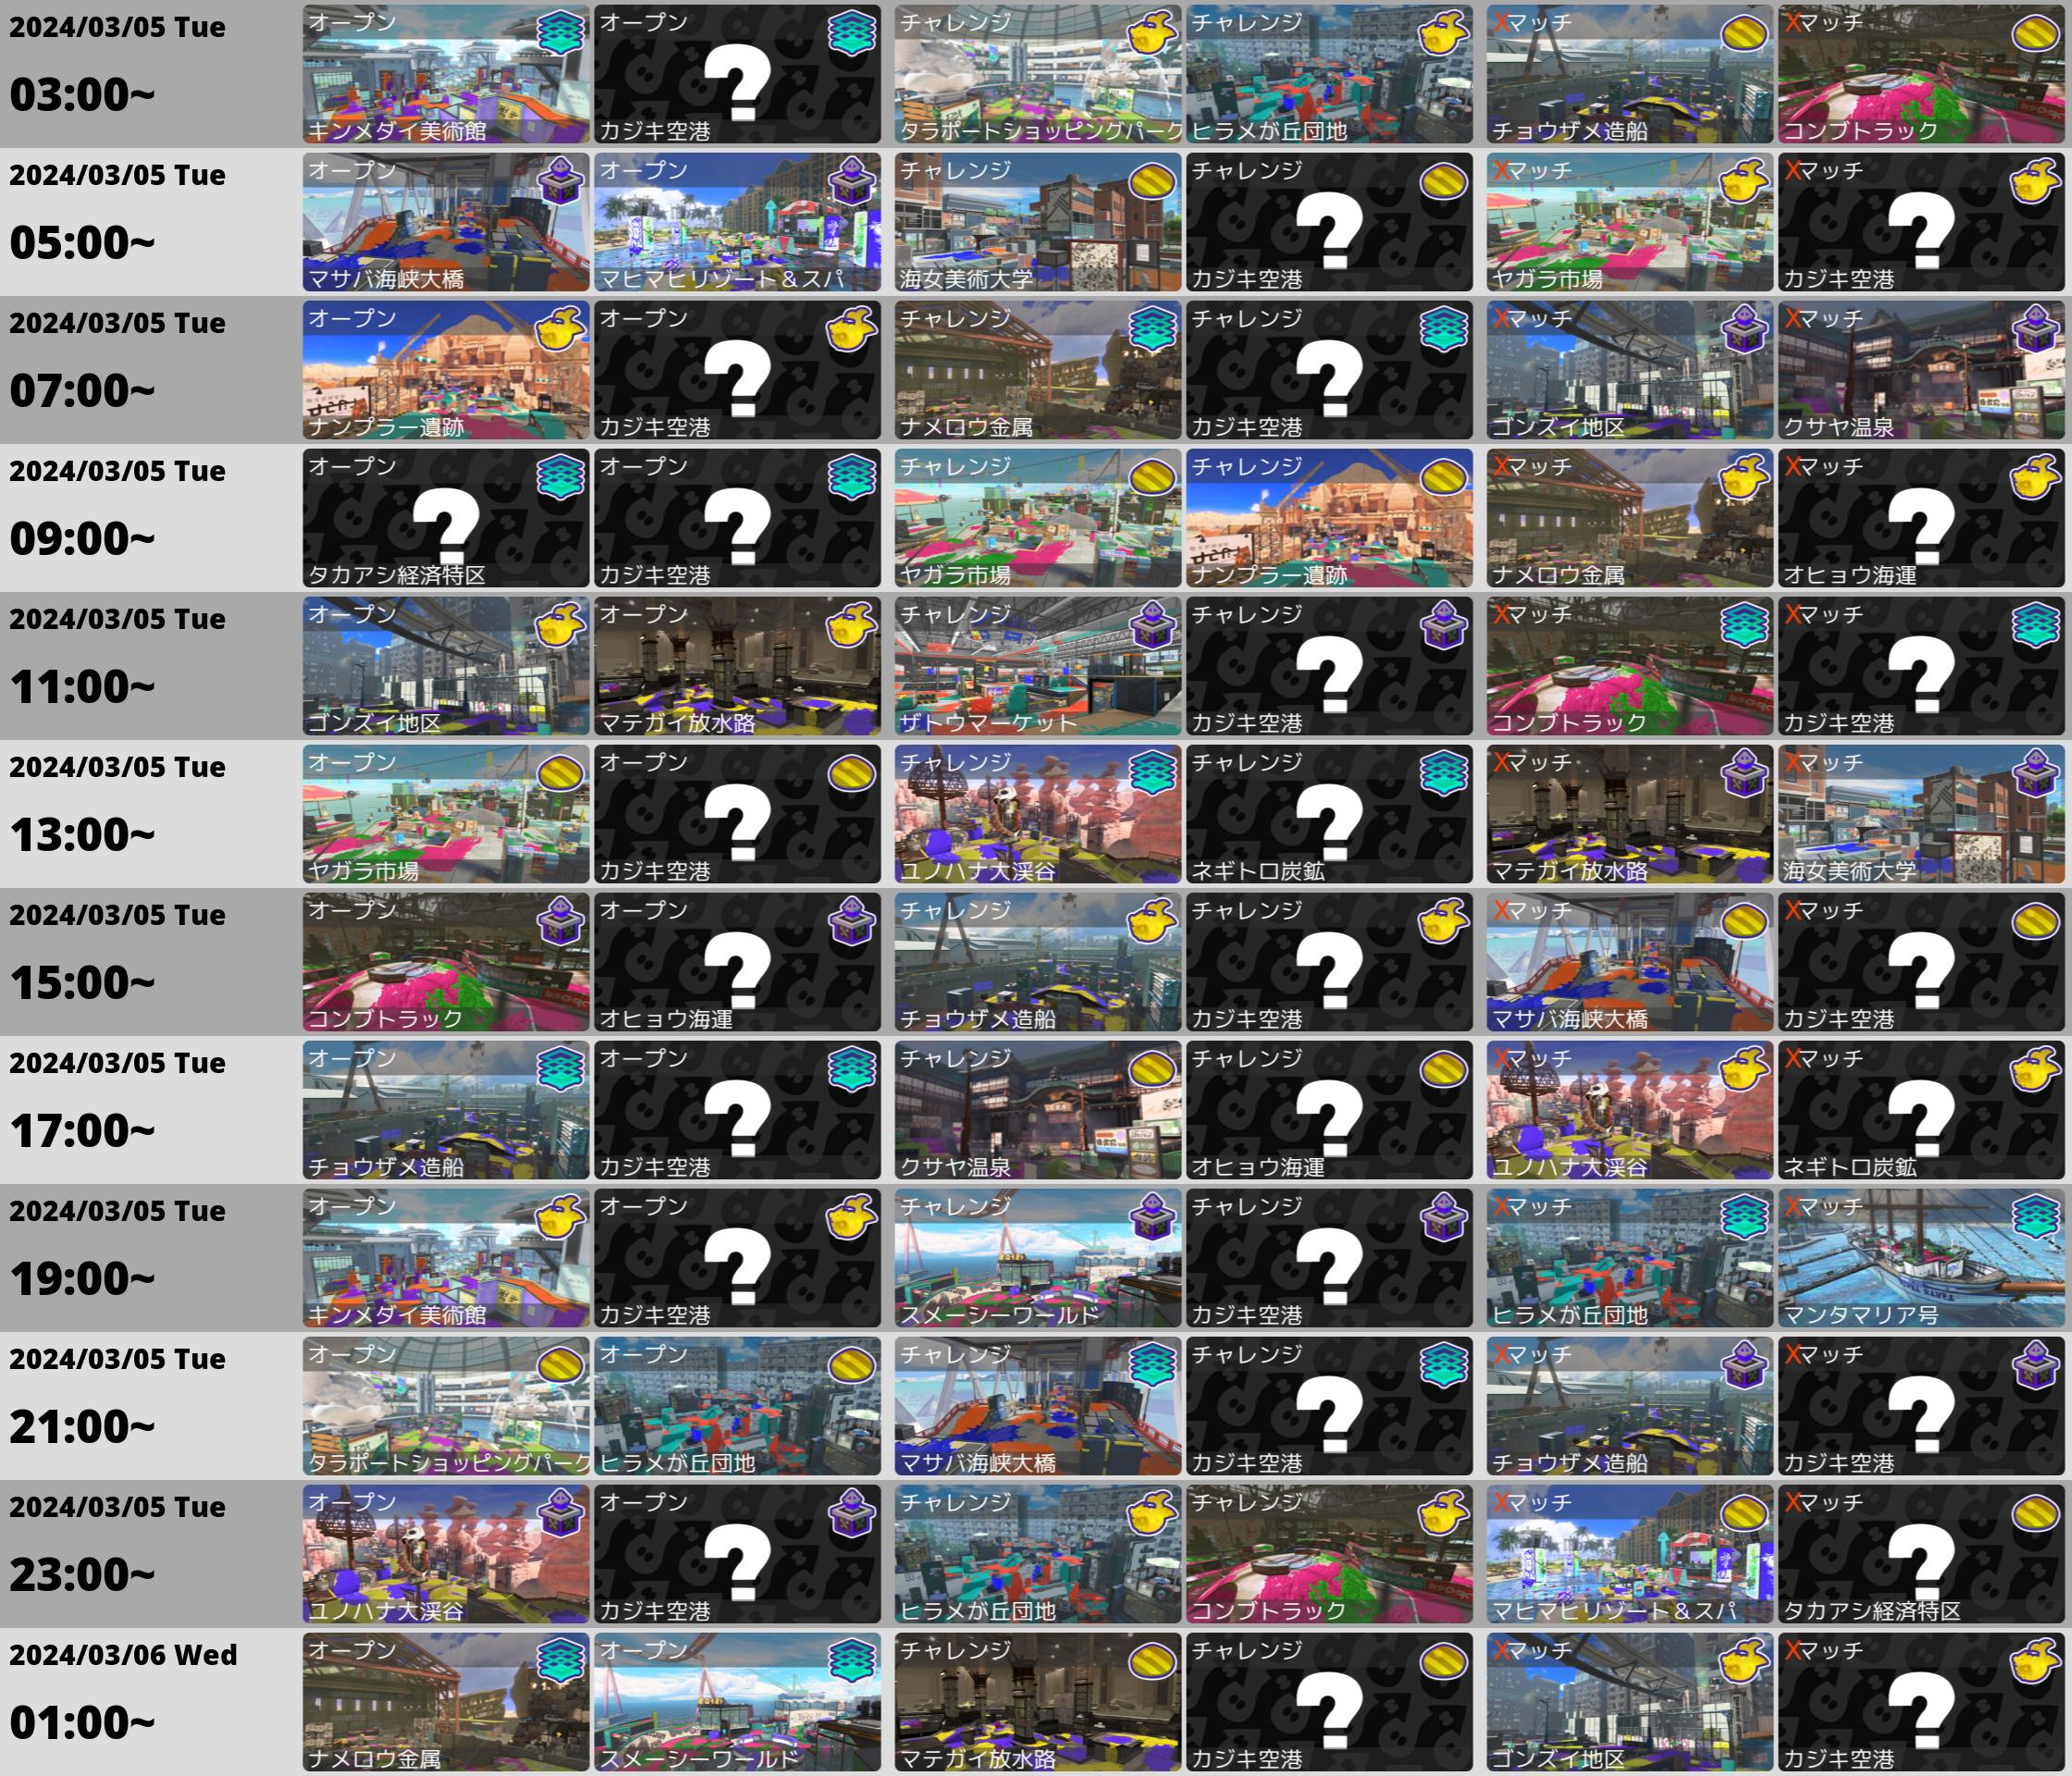 2024/03/05 Tue
03:00~
オープン
キンメダイ美術館
オープン
カジキ空港
チャレンジ
タラポートショッピングパーク
チャレンジ
ヒラメが丘団地
Xマッチ
チョウザメ造船
Xマッチ
コンブトラック
2024/03/05 Tue
05:00~
オープン
マサバ海峡大橋
オープン
マヒマヒリゾート＆スパ
チャレンジ
海女美術大学
チャレンジ
カジキ空港
Xマッチ
ヤガラ市場
Xマッチ
カジキ空港
2024/03/05 Tue
07:00~
オープン
ナンプラー遺跡
オープン
カジキ空港
チャレンジ
ナメロウ金属
チャレンジ
カジキ空港
Xマッチ
ゴンズイ地区
Xマッチ
クサヤ温泉
2024/03/05 Tue
09:00~
オープン
タカアシ経済特区
オープン
カジキ空港
チャレンジ
ヤガラ市場
チャレンジ
ナンプラー遺跡
Xマッチ
ナメロウ金属
Xマッチ
オヒョウ海運
2024/03/05 Tue
11:00~
オープン
ゴンズイ地区
オープン
マテガイ放水路
チャレンジ
ザトウマーケット
チャレンジ
カジキ空港
Xマッチ
コンブトラック
Xマッチ
カジキ空港
2024/03/05 Tue
13:00~
オープン
ヤガラ市場
オープン
カジキ空港
チャレンジ
ユノハナ大渓谷
チャレンジ
ネギトロ炭鉱
Xマッチ
マテガイ放水路
Xマッチ
海女美術大学
2024/03/05 Tue
15:00~
オープン
コンブトラック
オープン
オヒョウ海運
チャレンジ
チョウザメ造船
チャレンジ
カジキ空港
Xマッチ
マサバ海峡大橋
Xマッチ
カジキ空港
2024/03/05 Tue
17:00~
オープン
チョウザメ造船
オープン
カジキ空港
チャレンジ
クサヤ温泉
チャレンジ
オヒョウ海運
Xマッチ
ユノハナ大渓谷
Xマッチ
ネギトロ炭鉱
2024/03/05 Tue
19:00~
オープン
キンメダイ美術館
オープン
カジキ空港
チャレンジ
スメーシーワールド
チャレンジ
カジキ空港
Xマッチ
ヒラメが丘団地
Xマッチ
マンタマリア号
2024/03/05 Tue
21:00~
オープン
タラポートショッピングパーク
オープン
ヒラメが丘団地
チャレンジ
マサバ海峡大橋
チャレンジ
カジキ空港
Xマッチ
チョウザメ造船
Xマッチ
カジキ空港
2024/03/05 Tue
23:00~
オープン
ユノハナ大渓谷
オープン
カジキ空港
チャレンジ
ヒラメが丘団地
チャレンジ
コンブトラック
Xマッチ
マヒマヒリゾート＆スパ
Xマッチ
タカアシ経済特区
2024/03/06 Wed
01:00~
オープン
ナメロウ金属
オープン
スメーシーワールド
チャレンジ
マテガイ放水路
チャレンジ
カジキ空港
Xマッチ
ゴンズイ地区
Xマッチ
カジキ空港